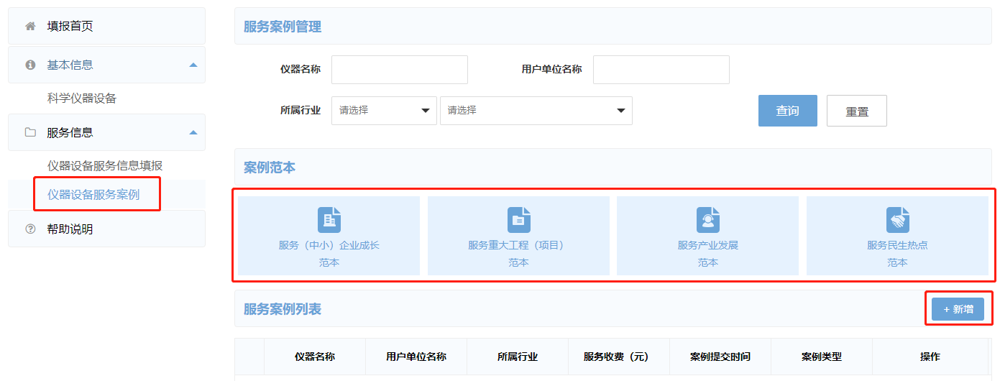 填报首页
基本信息
科学仪器设备
服务信息
仪器设备服务信息填报
仪器设备服务案例
帮助说明
服务案例管理
仪器名称
用户单位名称
所属行业
请选择
请选择
查询
重置
案例范本
服务（中小）企业成长
范本
服务重大工程（项目）
范本
服务产业发展
范本
服务民生热点
范本
服务案例列表
+ 新增
仪器名称
用户单位名称
所属行业
服务收费（元）
案例提交时间
案例类型
操作